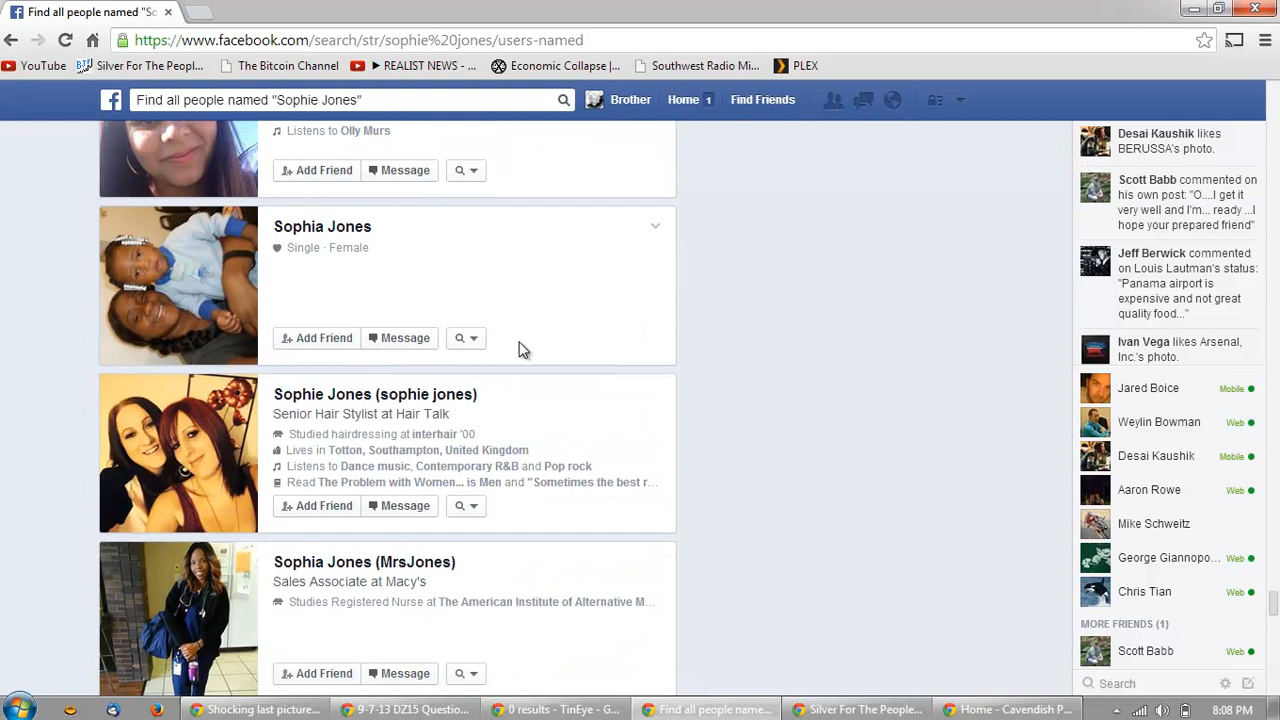 Find all people named "So
https://www.facebook.com/search/str/sophie%20jones/users-named
YouTube Silver For The Peopl... The Bitcoin Channel ► REALIST NEWS - ... Economic Collapse |... Southwest Radio Mi... PLEX
Find all people named "Sophie Jones" Brother Home 1 Find Friends
Listens to Olly Murs
Add Friend Message
Sophia Jones
Single · Female
Add Friend Message
Sophie Jones (sophie jones)
Senior Hair Stylist at Hair Talk
Studied hairdressing at interhair '00
Lives in Totton, Southampton, United Kingdom
Listens to Dance music, Contemporary R&B and Pop rock
Read The Problem with Women... is Men and "Sometimes the best r...
Add Friend Message
Sophia Jones (MrsJones)
Sales Associate at Macy's
Studies Registered Nurse at The American Institute of Alternative M...
Add Friend Message
Desai Kaushik likes
BERUSSA's photo.
Scott Babb commented
on his own post: "O....I get it
very well and I'm... ready ...I
hope your prepared friend"
Jeff Berwick commented
on Louis Lautman's status:
"Panama airport is
expensive and not great
quality food..."
Ivan Vega likes Arsenal,
Inc.'s photo.
Jared Boice Mobile
Weylin Bowman Web
Desai Kaushik Mobile
Aaron Rowe Web
Mike Schweitz
George Giannopo... Web
Chris Tian Web
MORE FRIENDS (1)
Scott Babb Web
Search
Shocking last picture... 9-7-13 DZ15 Questio... 0 results - TinEye - G... Find all people name... Silver For The People... Home - Cavendish P... 8:08 PM